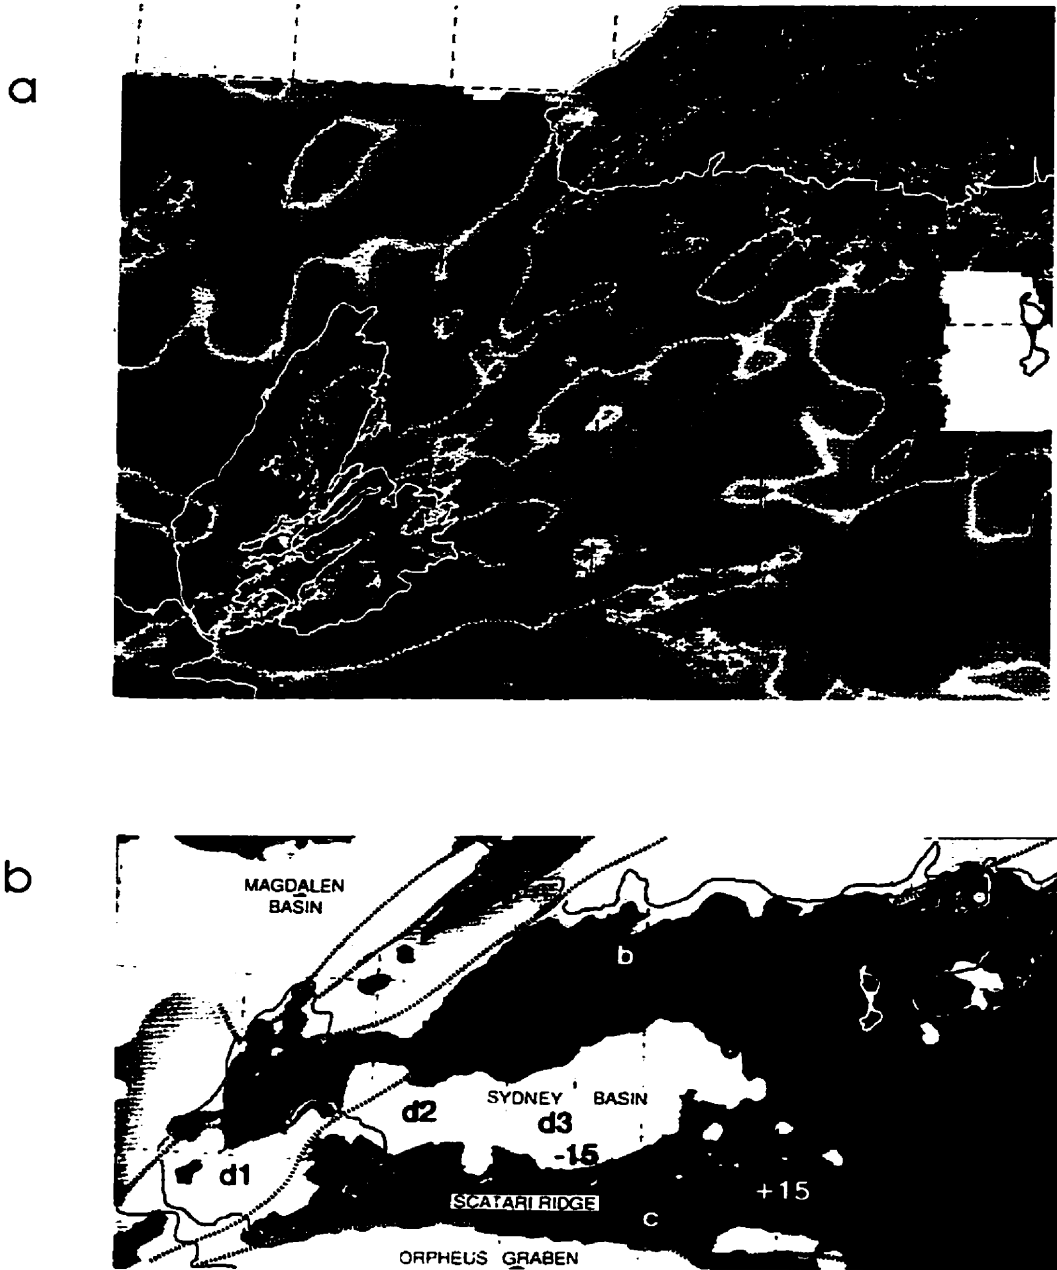 a
b
MAGDALEN
BASIN
b
SYDNEY BASIN
d2
d3
-15
d1
+15
SCATARI RIDGE
c
ORPHEUS GRABEN